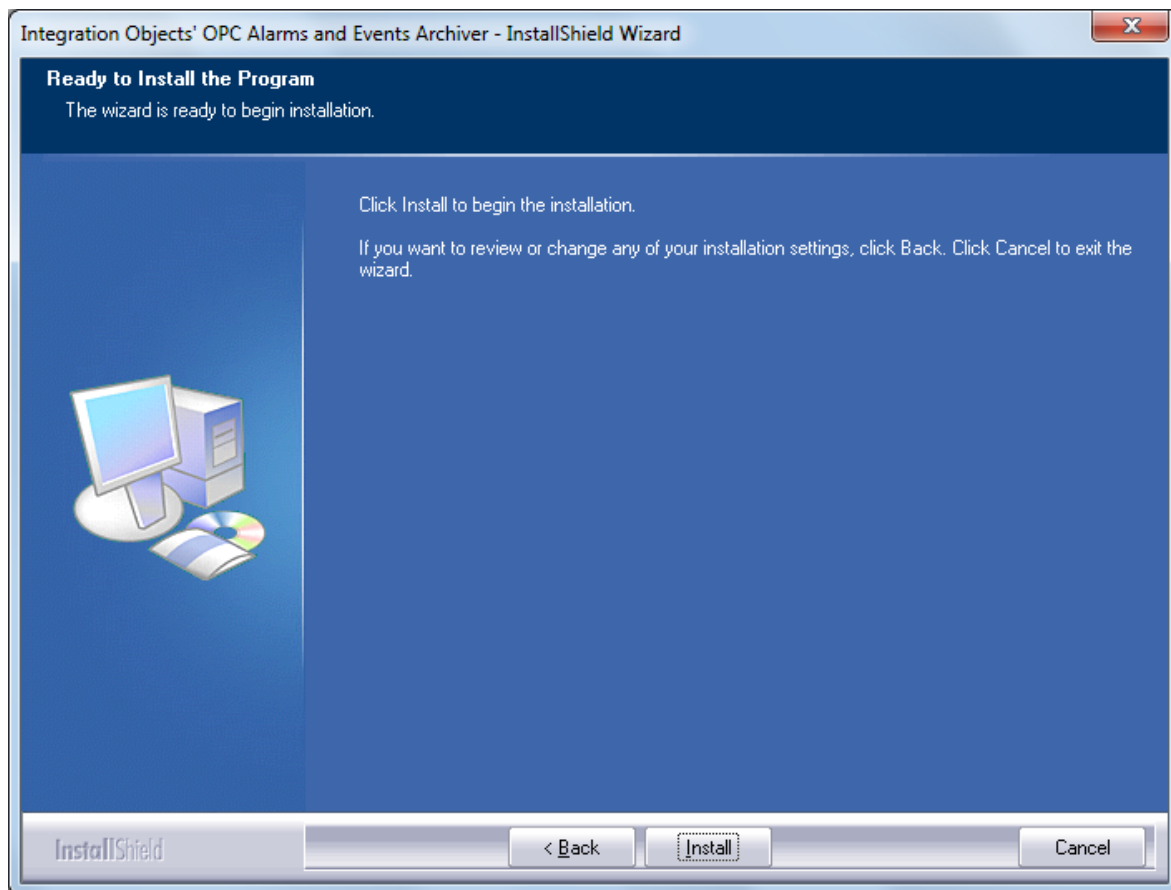 Integration Objects' OPC Alarms and Events Archiver - InstallShield Wizard
Ready to Install the Program
The wizard is ready to begin installation.
Click Install to begin the installation.
If you want to review or change any of your installation settings, click Back. Click Cancel to exit the
wizard.
InstallShield
< Back
Install
Cancel